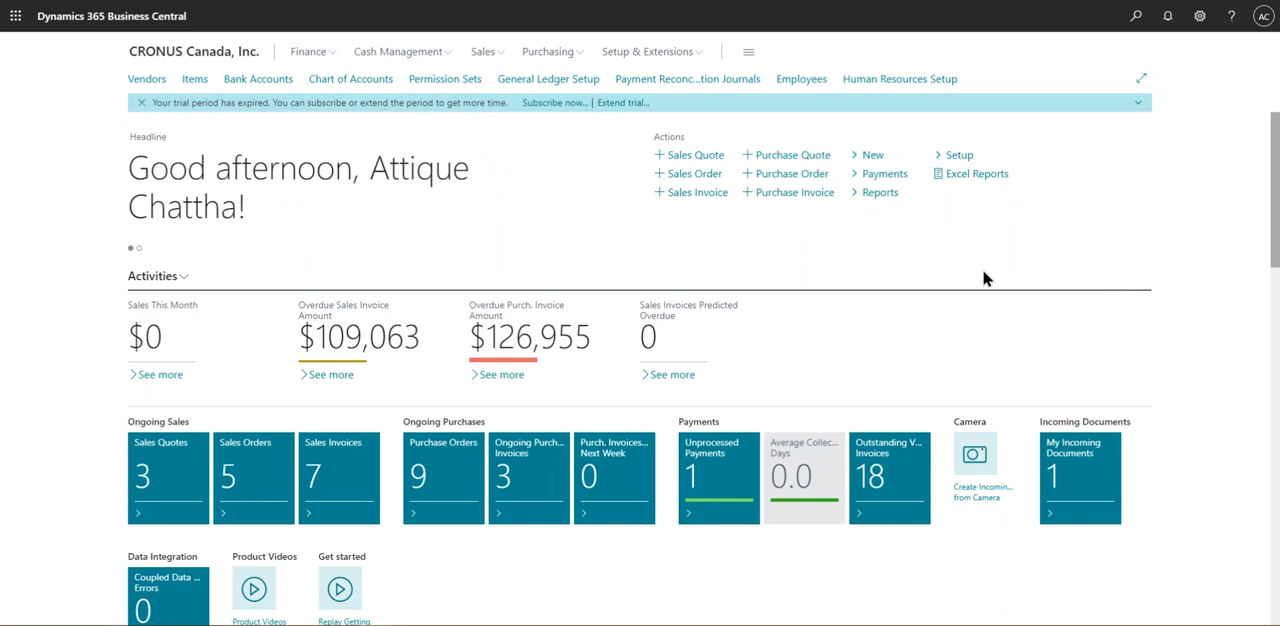 Dynamics 365 Business Central
AC
CRONUS Canada, Inc. Finance Cash Management Sales Purchasing Setup & Extensions
Vendors Items Bank Accounts Chart of Accounts Permission Sets General Ledger Setup Payment Reconc...tion Journals Employees Human Resources Setup
Your trial period has expired. You can subscribe or extend the period to get more time. Subscribe now... | Extend trial...
Headline
Good afternoon, Attique
Chattha!
Actions
+ Sales Quote + Purchase Quote > New > Setup
+ Sales Order + Purchase Order > Payments Excel Reports
+ Sales Invoice + Purchase Invoice > Reports
Activities
Sales This Month
$0
> See more
Overdue Sales Invoice
Amount
$109,063
> See more
Overdue Purch. Invoice
Amount
$126,955
> See more
Sales Invoices Predicted
Overdue
0
> See more
Ongoing Sales
Sales Quotes
3
Sales Orders
5
Sales Invoices
7
Ongoing Purchases
Purchase Orders
9
Ongoing Purch...
Invoices
3
Purch. Invoices...
Next Week
0
Payments
Unprocessed
Payments
1
Average Collec...
Days
0.0
Outstanding V...
Invoices
18
Camera
Create Incomin...
from Camera
Incoming Documents
My Incoming
Documents
1
Data Integration
Coupled Data ...
Errors
0
Product Videos
Product Videos
Get started
Replay Getting